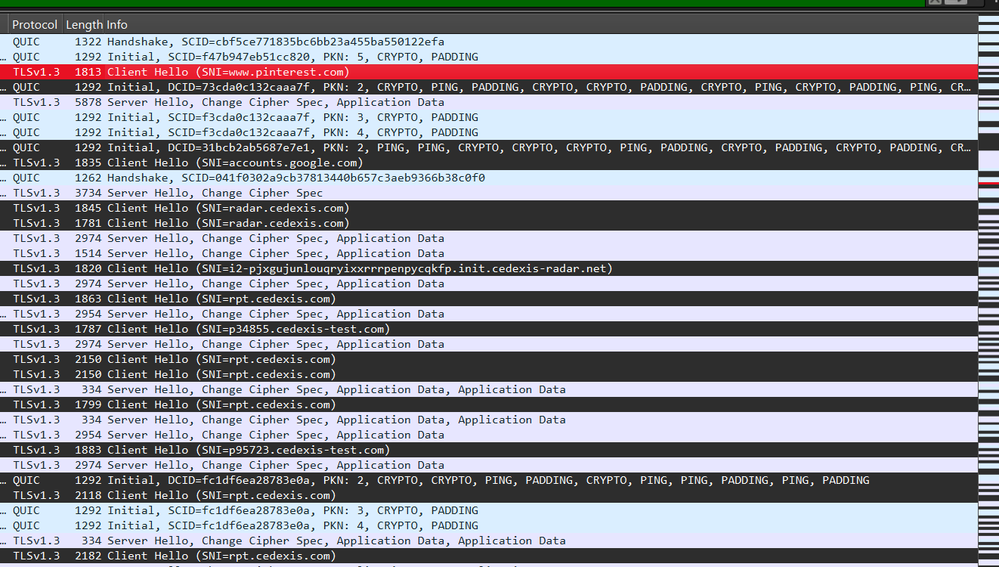 Protocol Length Info
QUIC 1322 Handshake, SCID=cbf5ce771835bc6bb23a455ba550122efa
… QUIC 1292 Initial, SCID=f47b947eb51cc820, PKN: 5, CRYPTO, PADDING
TLSv1.3 1813 Client Hello (SNI=www.pinterest.com)
… QUIC 1292 Initial, DCID=73cda0c132caaa7f, PKN: 2, CRYPTO, PING, PADDING, CRYPTO, CRYPTO, PADDING, CRYPTO, PING, CRYPTO, PADDING, PING, CR…
TLSv1.3 5878 Server Hello, Change Cipher Spec, Application Data
… QUIC 1292 Initial, SCID=f3cda0c132caaa7f, PKN: 3, CRYPTO, PADDING
… QUIC 1292 Initial, SCID=f3cda0c132caaa7f, PKN: 4, CRYPTO, PADDING
… QUIC 1292 Initial, DCID=31bcb2ab5687e7e1, PKN: 2, PING, PING, CRYPTO, CRYPTO, CRYPTO, PING, PADDING, CRYPTO, PADDING, CRYPTO, PADDING, CR…
… TLSv1.3 1835 Client Hello (SNI=accounts.google.com)
… QUIC 1262 Handshake, SCID=041f0302a9cb37813440b657c3aeb9366b38c0f0
… TLSv1.3 3734 Server Hello, Change Cipher Spec
TLSv1.3 1845 Client Hello (SNI=radar.cedexis.com)
TLSv1.3 1781 Client Hello (SNI=radar.cedexis.com)
TLSv1.3 2974 Server Hello, Change Cipher Spec, Application Data
TLSv1.3 1514 Server Hello, Change Cipher Spec, Application Data
TLSv1.3 1820 Client Hello (SNI=i2-pjxgujunlouqryixxrrrpenpycqkfp.init.cedexis-radar.net)
TLSv1.3 2974 Server Hello, Change Cipher Spec, Application Data
TLSv1.3 1863 Client Hello (SNI=rpt.cedexis.com)
… TLSv1.3 2954 Server Hello, Change Cipher Spec, Application Data
TLSv1.3 1787 Client Hello (SNI=p34855.cedexis-test.com)
TLSv1.3 2974 Server Hello, Change Cipher Spec, Application Data
TLSv1.3 2150 Client Hello (SNI=rpt.cedexis.com)
TLSv1.3 2150 Client Hello (SNI=rpt.cedexis.com)
… TLSv1.3 334 Server Hello, Change Cipher Spec, Application Data, Application Data
TLSv1.3 1799 Client Hello (SNI=rpt.cedexis.com)
… TLSv1.3 334 Server Hello, Change Cipher Spec, Application Data, Application Data
… TLSv1.3 2954 Server Hello, Change Cipher Spec, Application Data
TLSv1.3 1883 Client Hello (SNI=p95723.cedexis-test.com)
TLSv1.3 2974 Server Hello, Change Cipher Spec, Application Data
… QUIC 1292 Initial, DCID=fc1df6ea28783e0a, PKN: 2, CRYPTO, CRYPTO, PING, PADDING, CRYPTO, PING, PING, PADDING, PING, PADDING
TLSv1.3 2118 Client Hello (SNI=rpt.cedexis.com)
… QUIC 1292 Initial, SCID=fc1df6ea28783e0a, PKN: 3, CRYPTO, PADDING
… QUIC 1292 Initial, SCID=fc1df6ea28783e0a, PKN: 4, CRYPTO, PADDING
… TLSv1.3 334 Server Hello, Change Cipher Spec, Application Data, Application Data
TLSv1.3 2182 Client Hello (SNI=rpt.cedexis.com)